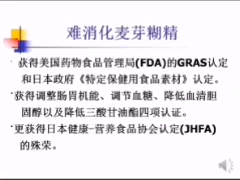 难消化麦芽糊精
获得美国药物食品管理局(FDA)的GRAS认定
和日本政府《特定保健用食品素材》认定。
*获得调整肠胃机能、调节血糖、降低血清胆
固醇以及降低三酸甘油酯四项认证。
*更获得日本健康-营养食品协会认定(JHFA)
的殊荣。